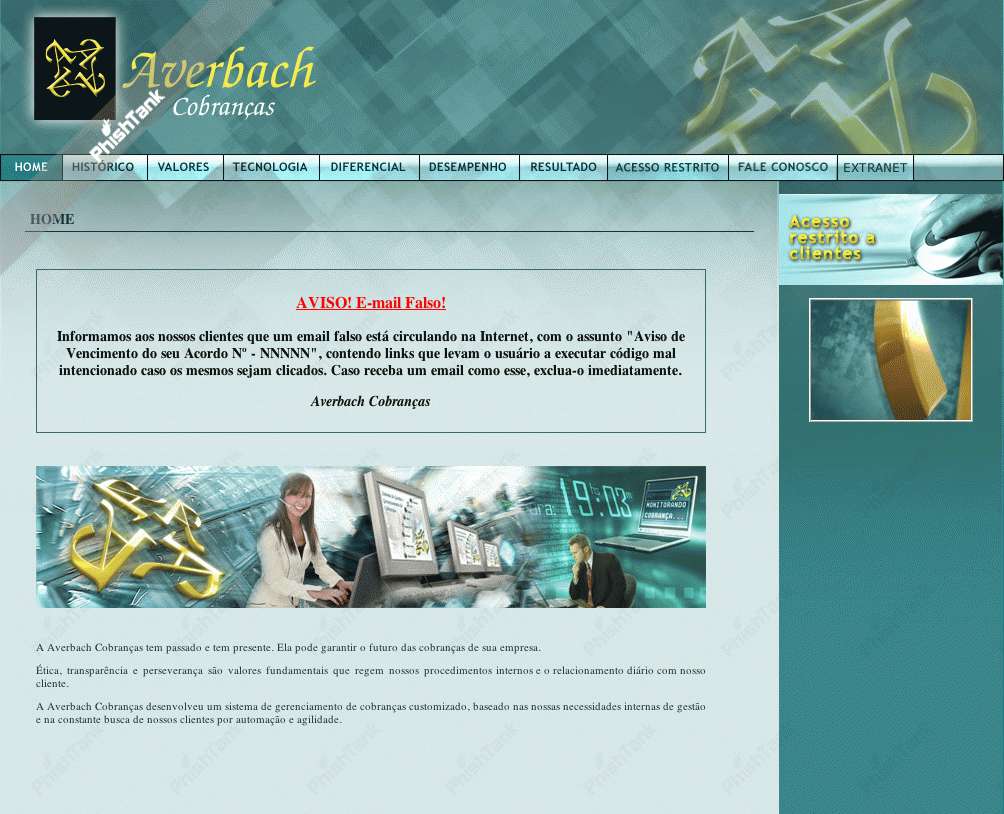 Averbach
Cobranças
PhishTank
HOME
HISTÓRICO
VALORES
TECNOLOGIA
DIFERENCIAL
DESEMPENHO
RESULTADO
ACESSO RESTRITO
FALE CONOSCO
EXTRANET
HOME
Acesso
restrito a
clientes
AVISO! E-mail Falso!
Informamos aos nossos clientes que um email falso está circulando na Internet, com o assunto "Aviso de
Vencimento do seu Acordo Nº - NNNNN", contendo links que levam o usuário a executar código mal
intencionado caso os mesmos sejam clicados. Caso receba um email como esse, exclua-o imediatamente.
Averbach Cobranças
19:03
MONITORANDO
COBRANÇA...
A Averbach Cobranças tem passado e tem presente. Ela pode garantir o futuro das cobranças de sua empresa.
Ética, transparência e perseverança são valores fundamentais que regem nossos procedimentos internos e o relacionamento diário com nosso
cliente.
A Averbach Cobranças desenvolveu um sistema de gerenciamento de cobranças customizado, baseado nas nossas necessidades internas de gestão
e na constante busca de nossos clientes por automação e agilidade.